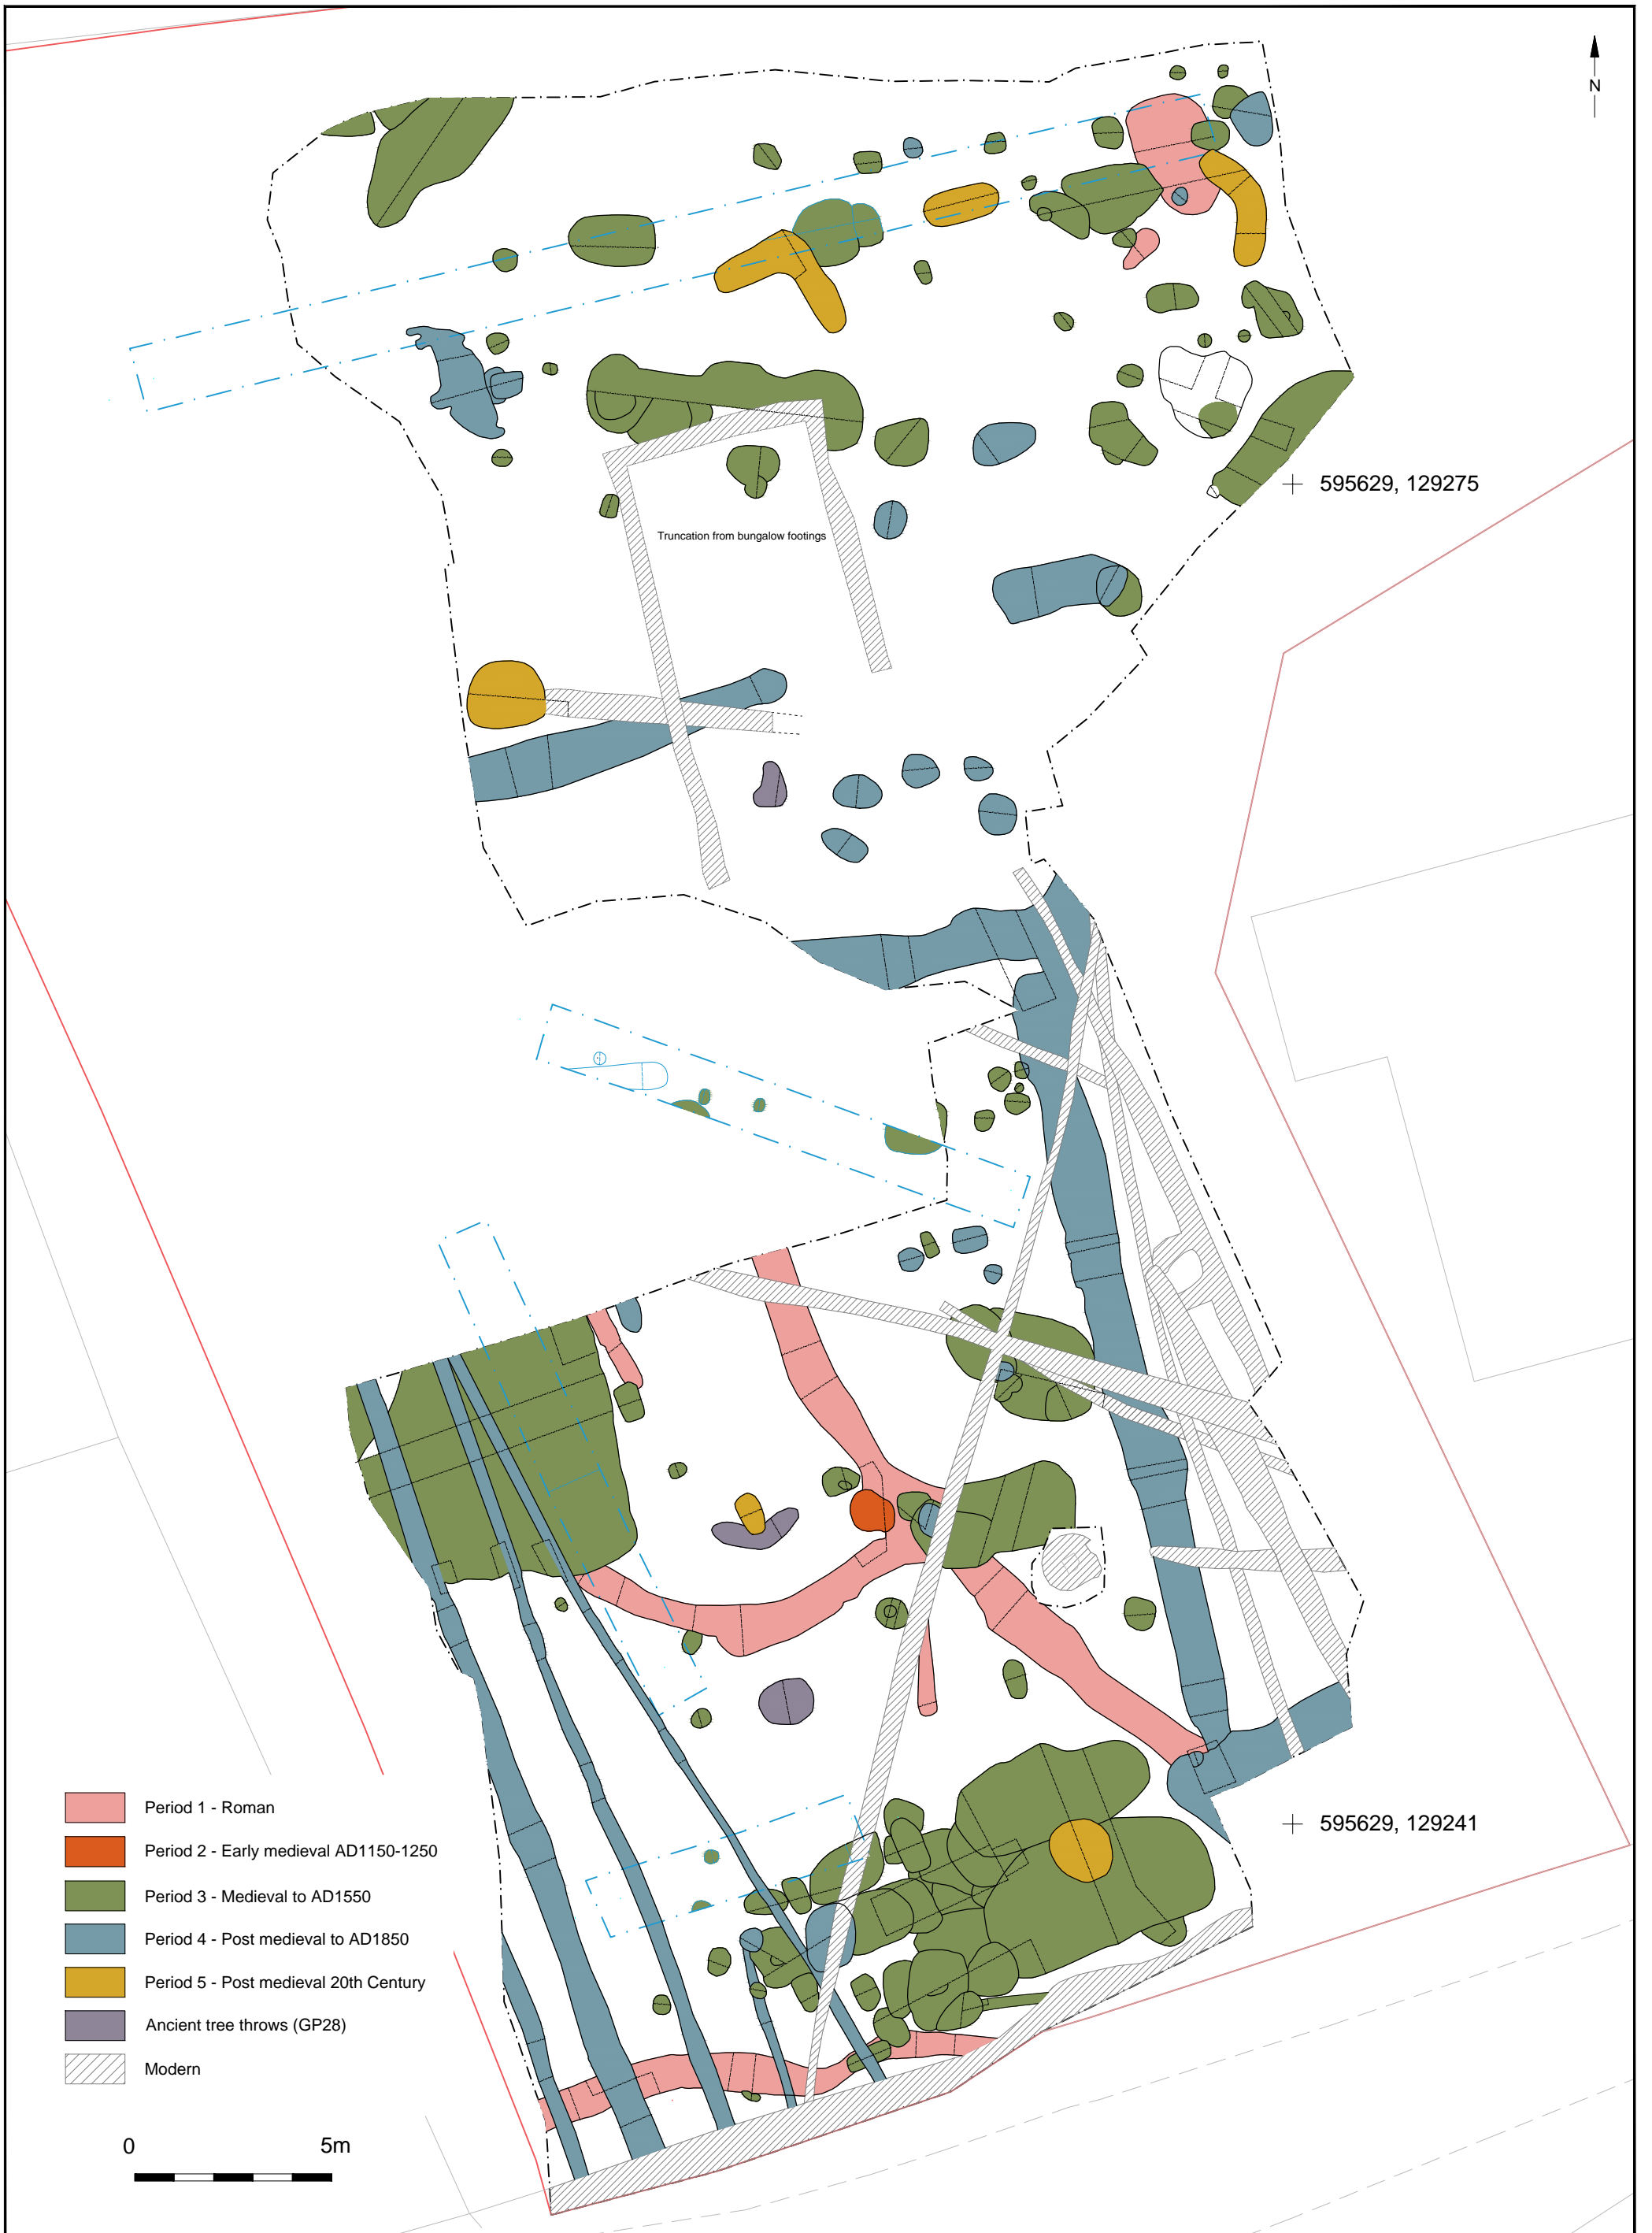 N
595629, 129275
Truncation from bungalow footings
595629, 129241
Period 1 - Roman
Period 2 - Early medieval AD1150-1250
Period 3 - Medieval to AD1550
Period 4 - Post medieval to AD1850
Period 5 - Post medieval 20th Century
Ancient tree throws (GP28)
Modern
0 5m